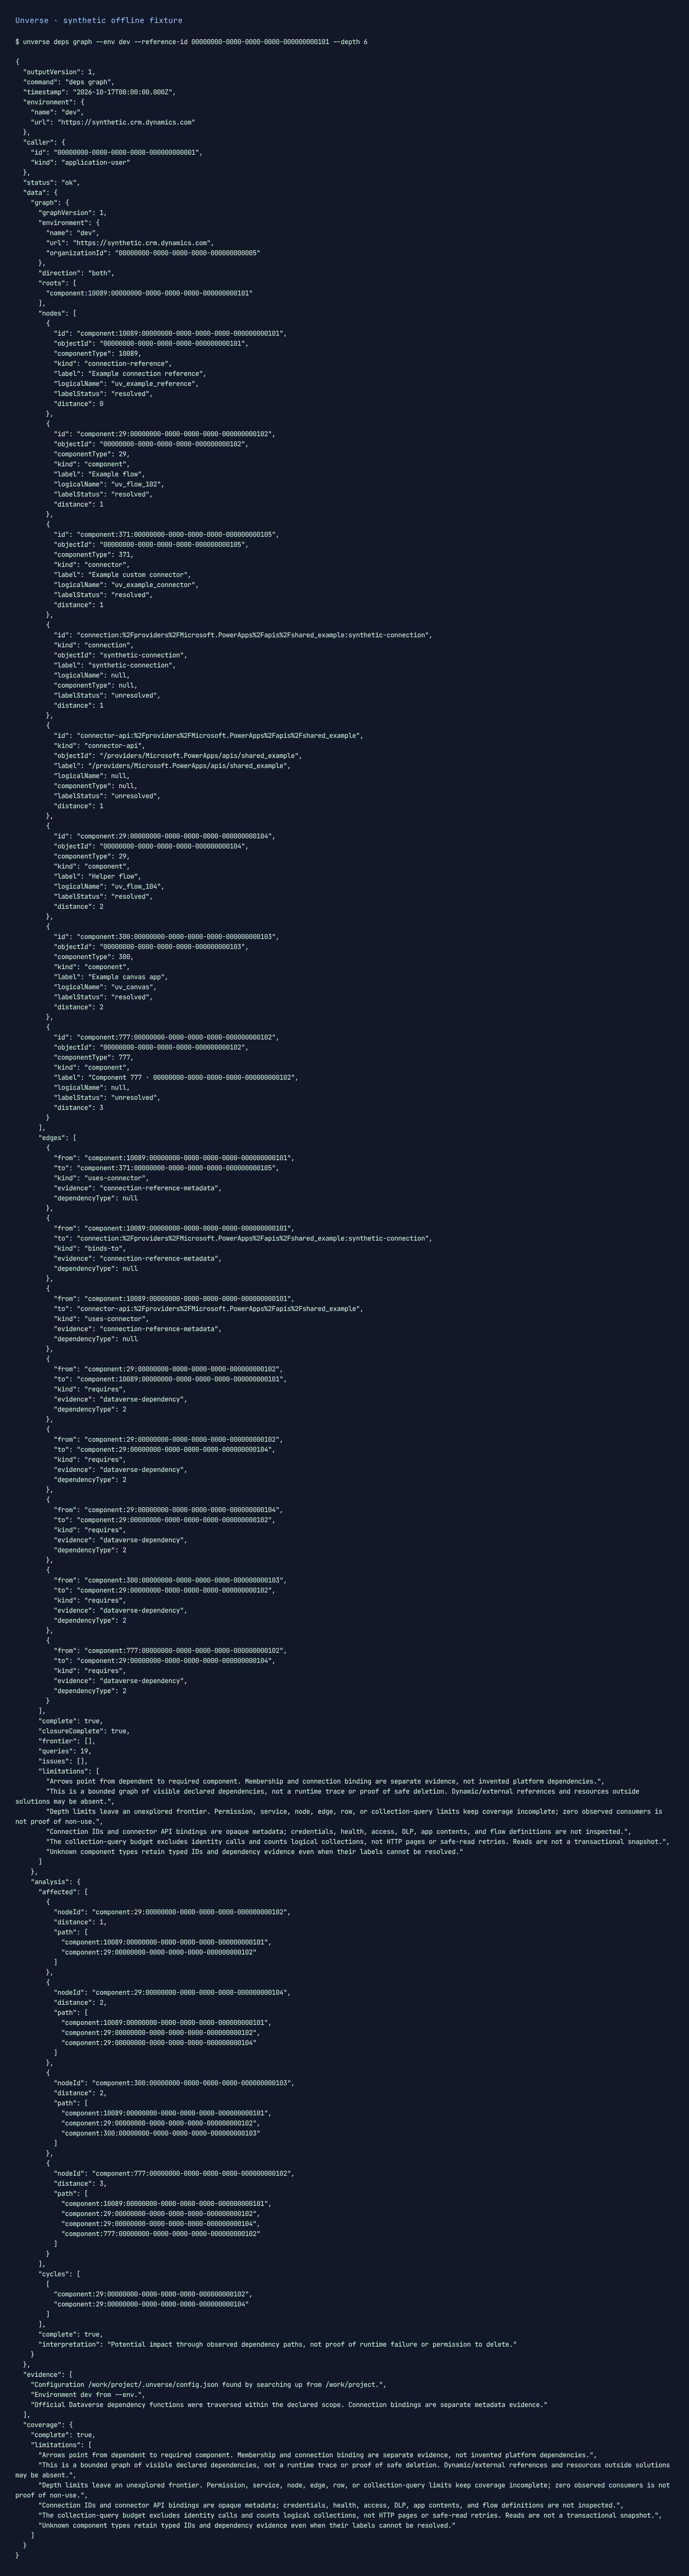 Unverse · synthetic offline fixture
$ unverse deps graph --env dev --reference-id 00000000-0000-0000-0000-000000000101 --depth 6
{
  "outputVersion": 1,
  "command": "deps graph",
  "timestamp": "2026-10-17T00:00:00.000Z",
  "environment": {
    "name": "dev",
    "url": "https://synthetic.crm.dynamics.com"
  },
  "caller": {
    "id": "00000000-0000-0000-0000-000000000001",
    "kind": "application-user"
  },
  "status": "ok",
  "data": {
    "graph": {
      "graphVersion": 1,
      "environment": {
        "name": "dev",
        "url": "https://synthetic.crm.dynamics.com",
        "organizationId": "00000000-0000-0000-0000-000000000005"
      },
      "direction": "both",
      "roots": [
        "component:10089:00000000-0000-0000-0000-000000000101"
      ],
      "nodes": [
        {
          "id": "component:10089:00000000-0000-0000-0000-000000000101",
          "objectId": "00000000-0000-0000-0000-000000000101",
          "componentType": 10089,
          "kind": "connection-reference",
          "label": "Example connection reference",
          "logicalName": "uv_example_reference",
          "labelStatus": "resolved",
          "distance": 0
        },
        {
          "id": "component:29:00000000-0000-0000-0000-000000000102",
          "objectId": "00000000-0000-0000-0000-000000000102",
          "componentType": 29,
          "kind": "component",
          "label": "Example flow",
          "logicalName": "uv_flow_102",
          "labelStatus": "resolved",
          "distance": 1
        },
        {
          "id": "component:371:00000000-0000-0000-0000-000000000105",
          "objectId": "00000000-0000-0000-0000-000000000105",
          "componentType": 371,
          "kind": "connector",
          "label": "Example custom connector",
          "logicalName": "uv_example_connector",
          "labelStatus": "resolved",
          "distance": 1
        },
        {
          "id": "connection:%2Fproviders%2FMicrosoft.PowerApps%2Fapis%2Fshared_example:synthetic-connection",
          "kind": "connection",
          "objectId": "synthetic-connection",
          "label": "synthetic-connection",
          "logicalName": null,
          "componentType": null,
          "labelStatus": "unresolved",
          "distance": 1
        },
        {
          "id": "connector-api:%2Fproviders%2FMicrosoft.PowerApps%2Fapis%2Fshared_example",
          "kind": "connector-api",
          "objectId": "/providers/Microsoft.PowerApps/apis/shared_example",
          "label": "/providers/Microsoft.PowerApps/apis/shared_example",
          "logicalName": null,
          "componentType": null,
          "labelStatus": "unresolved",
          "distance": 1
        },
        {
          "id": "component:29:00000000-0000-0000-0000-000000000104",
          "objectId": "00000000-0000-0000-0000-000000000104",
          "componentType": 29,
          "kind": "component",
          "label": "Helper flow",
          "logicalName": "uv_flow_104",
          "labelStatus": "resolved",
          "distance": 2
        },
        {
          "id": "component:300:00000000-0000-0000-0000-000000000103",
          "objectId": "00000000-0000-0000-0000-000000000103",
          "componentType": 300,
          "kind": "component",
          "label": "Example canvas app",
          "logicalName": "uv_canvas",
          "labelStatus": "resolved",
          "distance": 2
        },
        {
          "id": "component:777:00000000-0000-0000-0000-000000000102",
          "objectId": "00000000-0000-0000-0000-000000000102",
          "componentType": 777,
          "kind": "component",
          "label": "Component 777 · 00000000-0000-0000-0000-000000000102",
          "logicalName": null,
          "labelStatus": "unresolved",
          "distance": 3
        }
      ],
      "edges": [
        {
          "from": "component:10089:00000000-0000-0000-0000-000000000101",
          "to": "component:371:00000000-0000-0000-0000-000000000105",
          "kind": "uses-connector",
          "evidence": "connection-reference-metadata",
          "dependencyType": null
        },
        {
          "from": "component:10089:00000000-0000-0000-0000-000000000101",
          "to": "connection:%2Fproviders%2FMicrosoft.PowerApps%2Fapis%2Fshared_example:synthetic-connection",
          "kind": "binds-to",
          "evidence": "connection-reference-metadata",
          "dependencyType": null
        },
        {
          "from": "component:10089:00000000-0000-0000-0000-000000000101",
          "to": "connector-api:%2Fproviders%2FMicrosoft.PowerApps%2Fapis%2Fshared_example",
          "kind": "uses-connector",
          "evidence": "connection-reference-metadata",
          "dependencyType": null
        },
        {
          "from": "component:29:00000000-0000-0000-0000-000000000102",
          "to": "component:10089:00000000-0000-0000-0000-000000000101",
          "kind": "requires",
          "evidence": "dataverse-dependency",
          "dependencyType": 2
        },
        {
          "from": "component:29:00000000-0000-0000-0000-000000000102",
          "to": "component:29:00000000-0000-0000-0000-000000000104",
          "kind": "requires",
          "evidence": "dataverse-dependency",
          "dependencyType": 2
        },
        {
          "from": "component:29:00000000-0000-0000-0000-000000000104",
          "to": "component:29:00000000-0000-0000-0000-000000000102",
          "kind": "requires",
          "evidence": "dataverse-dependency",
          "dependencyType": 2
        },
        {
          "from": "component:300:00000000-0000-0000-0000-000000000103",
          "to": "component:29:00000000-0000-0000-0000-000000000102",
          "kind": "requires",
          "evidence": "dataverse-dependency",
          "dependencyType": 2
        },
        {
          "from": "component:777:00000000-0000-0000-0000-000000000102",
          "to": "component:29:00000000-0000-0000-0000-000000000104",
          "kind": "requires",
          "evidence": "dataverse-dependency",
          "dependencyType": 2
        }
      ],
      "complete": true,
      "closureComplete": true,
      "frontier": [],
      "queries": 19,
      "issues": [],
      "limitations": [
        "Arrows point from dependent to required component. Membership and connection binding are separate evidence, not invented platform dependencies.",
        "This is a bounded graph of visible declared dependencies, not a runtime trace or proof of safe deletion. Dynamic/external references and resources outside
solutions may be absent.",
        "Depth limits leave an unexplored frontier. Permission, service, node, edge, row, or collection-query limits keep coverage incomplete; zero observed consumers is
not proof of non-use.",
        "Connection IDs and connector API bindings are opaque metadata; credentials, health, access, DLP, app contents, and flow definitions are not inspected.",
        "The collection-query budget excludes identity calls and counts logical collections, not HTTP pages or safe-read retries. Reads are not a transactional snapshot.",
        "Unknown component types retain typed IDs and dependency evidence even when their labels cannot be resolved."
      ]
    },
    "analysis": {
      "affected": [
        {
          "nodeId": "component:29:00000000-0000-0000-0000-000000000102",
          "distance": 1,
          "path": [
            "component:10089:00000000-0000-0000-0000-000000000101",
            "component:29:00000000-0000-0000-0000-000000000102"
          ]
        },
        {
          "nodeId": "component:29:00000000-0000-0000-0000-000000000104",
          "distance": 2,
          "path": [
            "component:10089:00000000-0000-0000-0000-000000000101",
            "component:29:00000000-0000-0000-0000-000000000102",
            "component:29:00000000-0000-0000-0000-000000000104"
          ]
        },
        {
          "nodeId": "component:300:00000000-0000-0000-0000-000000000103",
          "distance": 2,
          "path": [
            "component:10089:00000000-0000-0000-0000-000000000101",
            "component:29:00000000-0000-0000-0000-000000000102",
            "component:300:00000000-0000-0000-0000-000000000103"
          ]
        },
        {
          "nodeId": "component:777:00000000-0000-0000-0000-000000000102",
          "distance": 3,
          "path": [
            "component:10089:00000000-0000-0000-0000-000000000101",
            "component:29:00000000-0000-0000-0000-000000000102",
            "component:29:00000000-0000-0000-0000-000000000104",
            "component:777:00000000-0000-0000-0000-000000000102"
          ]
        }
      ],
      "cycles": [
        [
          "component:29:00000000-0000-0000-0000-000000000102",
          "component:29:00000000-0000-0000-0000-000000000104"
        ]
      ],
      "complete": true,
      "interpretation": "Potential impact through observed dependency paths, not proof of runtime failure or permission to delete."
    }
  },
  "evidence": [
    "Configuration /work/project/.unverse/config.json found by searching up from /work/project.",
    "Environment dev from --env.",
    "Official Dataverse dependency functions were traversed within the declared scope. Connection bindings are separate metadata evidence."
  ],
  "coverage": {
    "complete": true,
    "limitations": [
      "Arrows point from dependent to required component. Membership and connection binding are separate evidence, not invented platform dependencies.",
      "This is a bounded graph of visible declared dependencies, not a runtime trace or proof of safe deletion. Dynamic/external references and resources outside solutions
may be absent.",
      "Depth limits leave an unexplored frontier. Permission, service, node, edge, row, or collection-query limits keep coverage incomplete; zero observed consumers is not
proof of non-use.",
      "Connection IDs and connector API bindings are opaque metadata; credentials, health, access, DLP, app contents, and flow definitions are not inspected.",
      "The collection-query budget excludes identity calls and counts logical collections, not HTTP pages or safe-read retries. Reads are not a transactional snapshot.",
      "Unknown component types retain typed IDs and dependency evidence even when their labels cannot be resolved."
    ]
  }
}